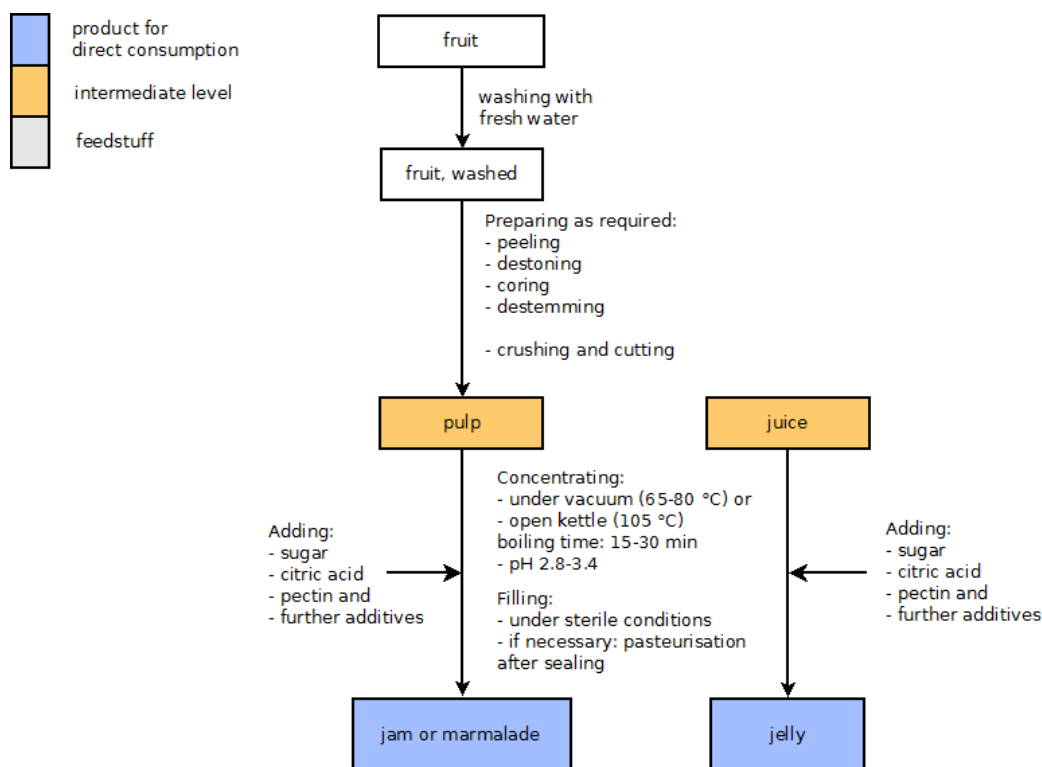 product for
direct consumption
intermediate level
feedstuff
fruit
washing with
fresh water
fruit, washed
Preparing as required:
- peeling
- destoning
- coring
- destemming
- crushing and cutting
pulp
juice
Concentrating:
- under vacuum (65-80 °C) or
- open kettle (105 °C)
boiling time: 15-30 min
- pH 2.8-3.4
Adding:
- sugar
- citric acid
- pectin and
- further additives
Filling:
- under sterile conditions
- if necessary: pasteurisation
after sealing
Adding:
- sugar
- citric acid
- pectin and
- further additives
jam or marmalade
jelly